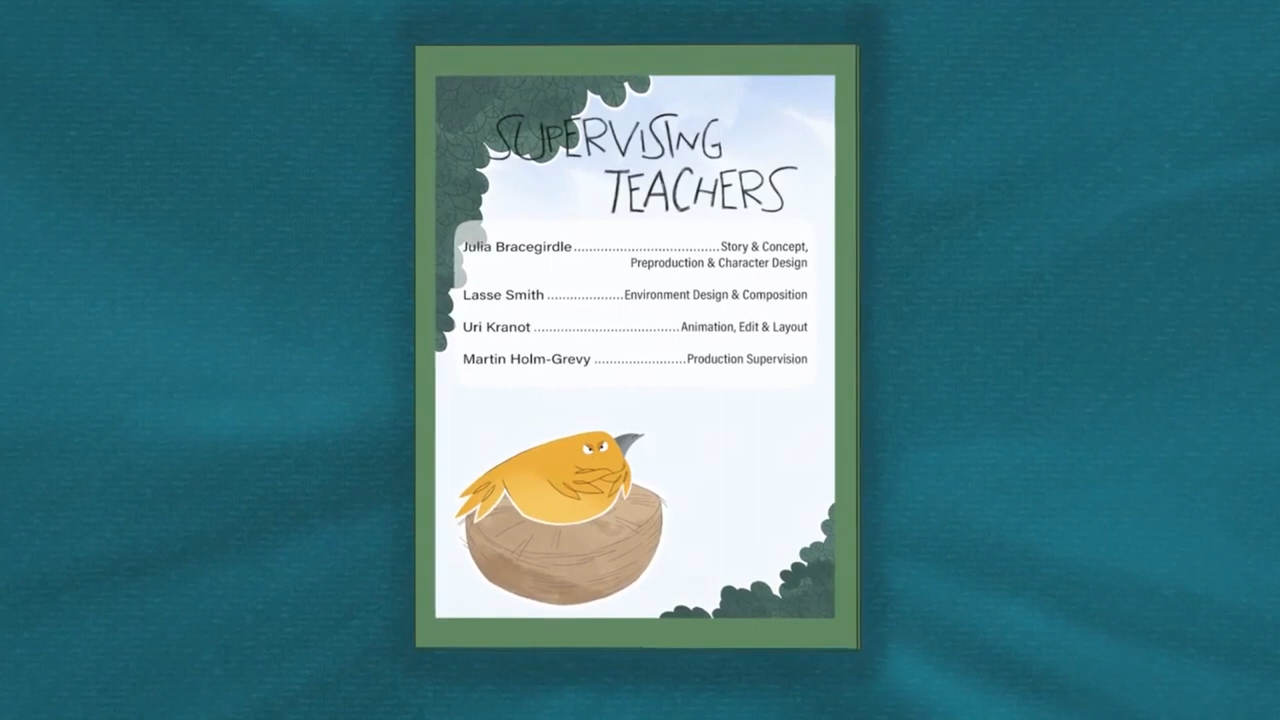 SUPERVISING
TEACHERS
Julia Bracegirdle.....................................Story & Concept,
Preproduction & Character Design
Lasse Smith ...................Environment Design & Composition
Uri Kranot .....................................Animation, Edit & Layout
Martin Holm-Grevy .......................Production Supervision